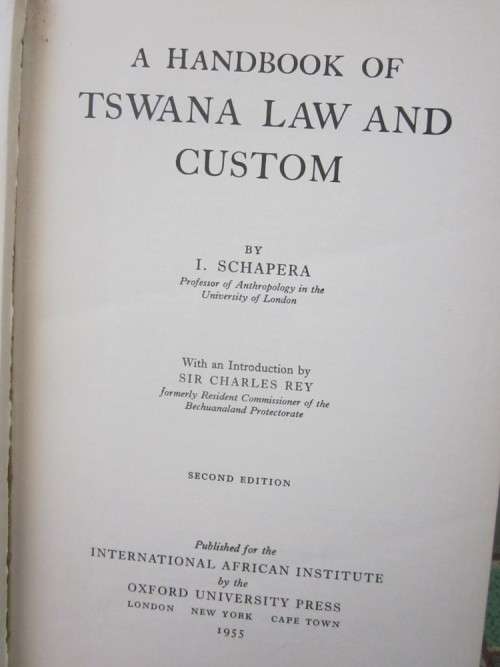 A HANDBOOK OF
TSWANA LAW AND
CUSTOM
BY
I. SCHAPERA
Professor of Anthropology in the
University of London
With an Introduction by
SIR CHARLES REY
formerly Resident Commissioner of the
Bechuanaland Protectorate
SECOND EDITION
Published for the
INTERNATIONAL AFRICAN INSTITUTE
by the
OXFORD UNIVERSITY PRESS
LONDON NEW YORK CAPE TOWN
1955